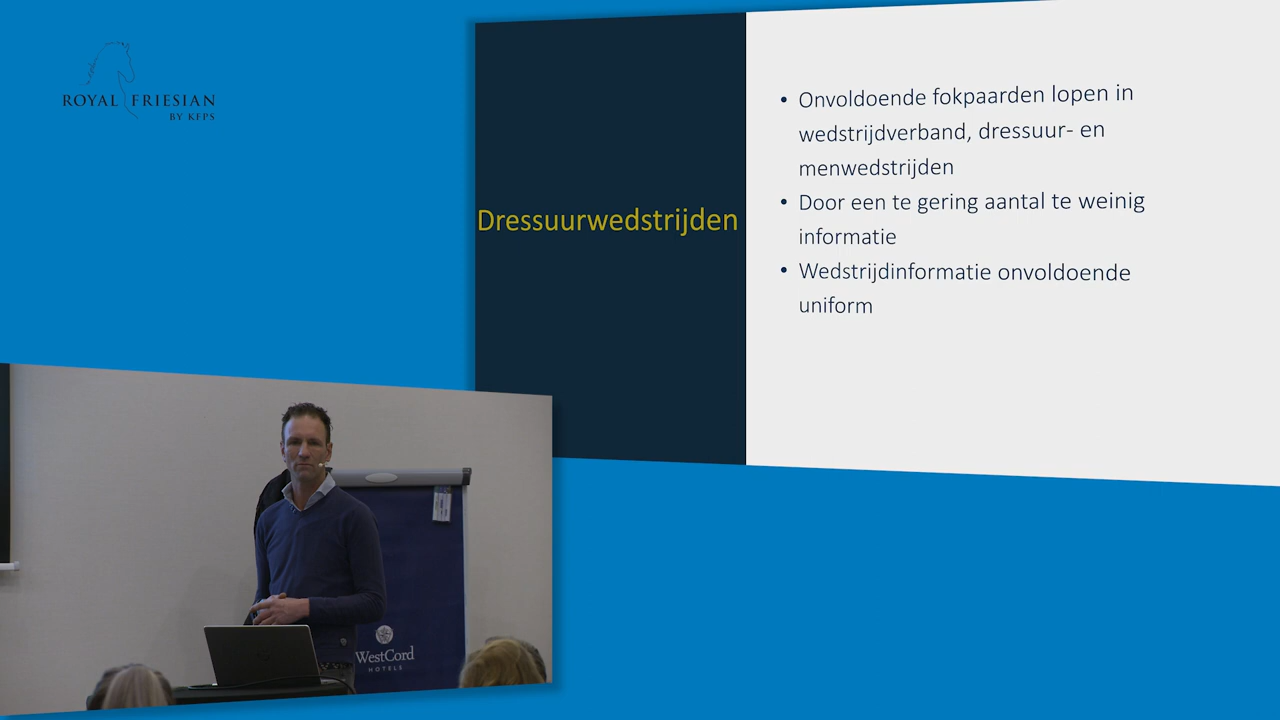 ROYAL FRIESIAN
BY KFPS
Dressuurwedstrijden
• Onvoldoende fokpaarden lopen in
wedstrijdverband, dressuur- en
menwedstrijden
• Door een te gering aantal te weinig
informatie
• Wedstrijdinformatie onvoldoende
uniform
WestCord
HOTELS